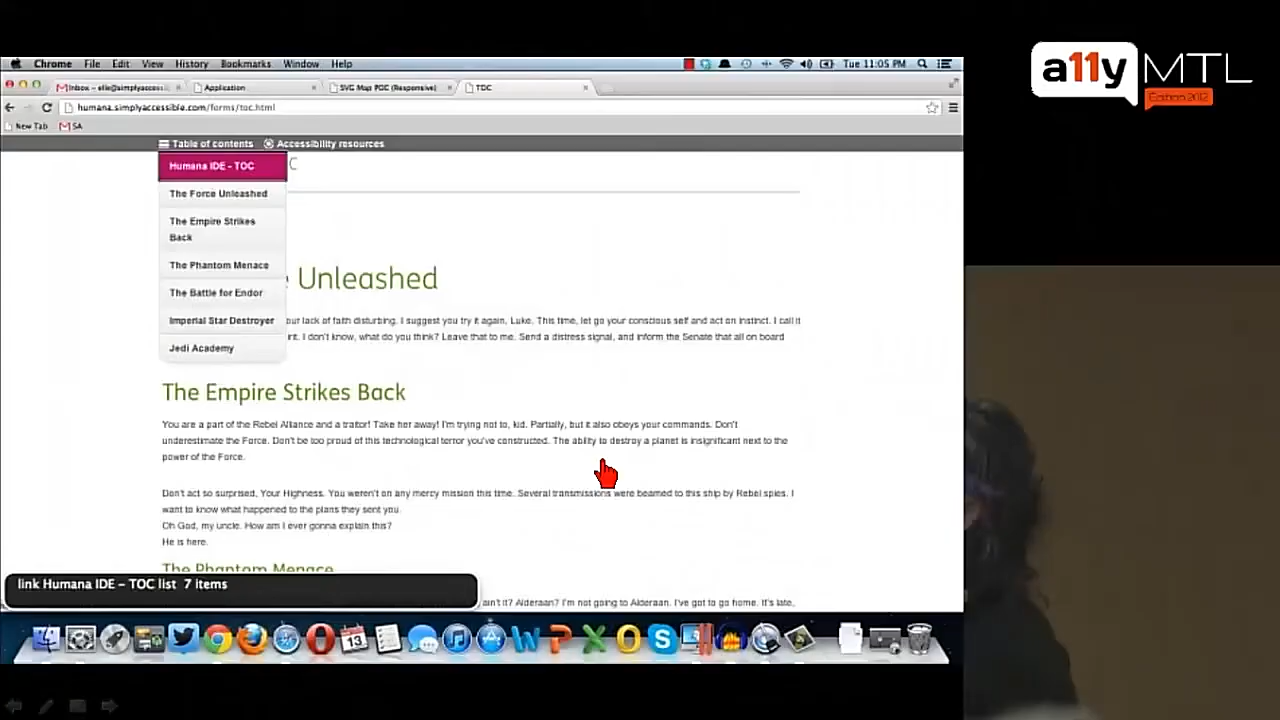 a11y MTL
Edition 2012
Chrome File Edit View History Bookmarks Window Help
Tue 11:05 PM
Application
SVG Map POC (Responsive)
TOC
humana.simplyaccessible.com/forms/toc.html
New Tab
SA
Table of contents
Accessibility resources
Humana IDE - TOC
C
The Force Unleashed
The Empire Strikes
Back
The Phantom Menace
The Battle for Endor
Imperial Star Destroyer
Jedi Academy
e Unleashed
our lack of faith disturbing. I suggest you try it again, Luke. This time, let go your conscious self and act on instinct. I call it
rit. I don't know, what do you think? Leave that to me. Send a distress signal, and inform the Senate that all on board
The Empire Strikes Back
You are a part of the Rebel Alliance and a traitor! Take her away! I'm trying not to, kid. Partially, but it also obeys your commands. Don't
underestimate the Force. Don't be too proud of this technological terror you've constructed. The ability to destroy a planet is insignificant next to the
power of the Force.
Don't act so surprised, Your Highness. You weren't on any mercy mission this time. Several transmissions were beamed to this ship by Rebel spies. I
want to know what happened to the plans they sent you.
Oh God, my uncle. How am I ever gonna explain this?
He is here.
The Phantom Menace
link Humana IDE – TOC list 7 items
ain't it? Alderaan? I'm not going to Alderaan. I've got to go home. It's late,